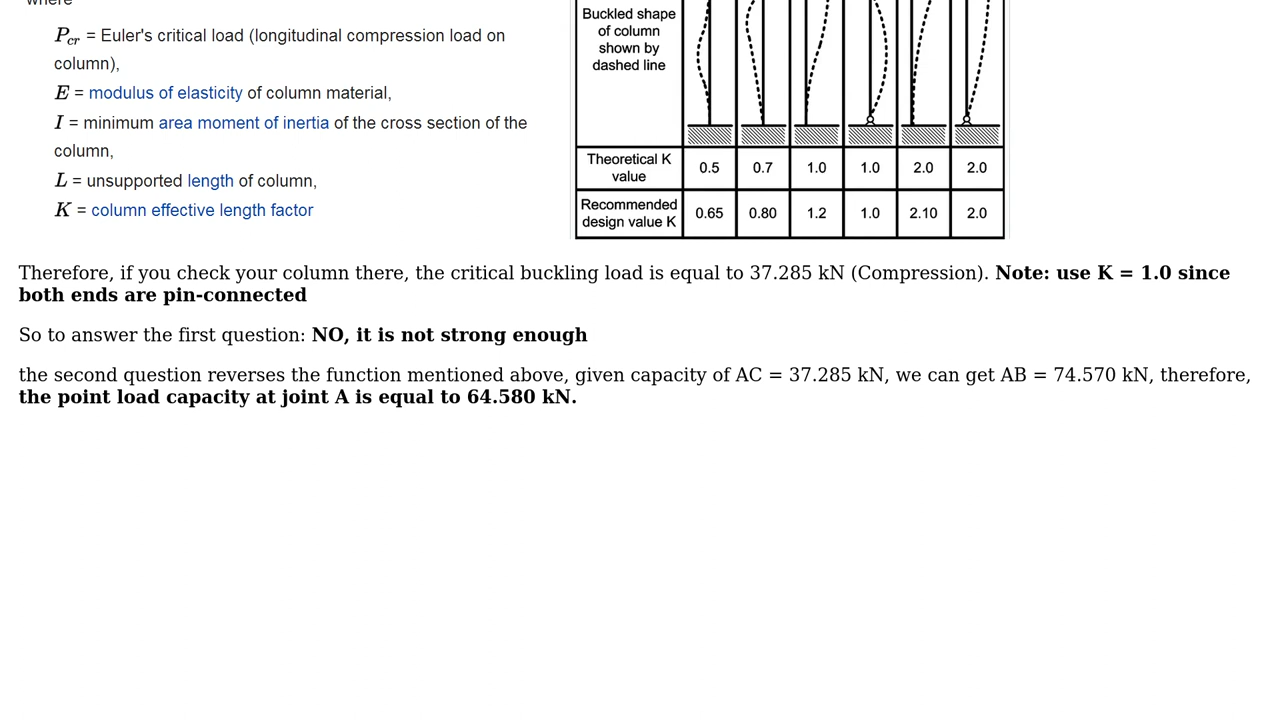 where
Pcr = Euler's critical load (longitudinal compression load on
column),
E = modulus of elasticity of column material,
I = minimum area moment of inertia of the cross section of the
column,
L = unsupported length of column,
K = column effective length factor
Buckled shape
of column
shown by
dashed line
Theoretical K
value
0.5 0.7 1.0 1.0 2.0 2.0
Recommended
design value K
0.65 0.80 1.2 1.0 2.10 2.0
Therefore, if you check your column there, the critical buckling load is equal to 37.285 kN (Compression). Note: use K = 1.0 since
both ends are pin-connected
So to answer the first question: NO, it is not strong enough
the second question reverses the function mentioned above, given capacity of AC = 37.285 kN, we can get AB = 74.570 kN, therefore,
the point load capacity at joint A is equal to 64.580 kN.